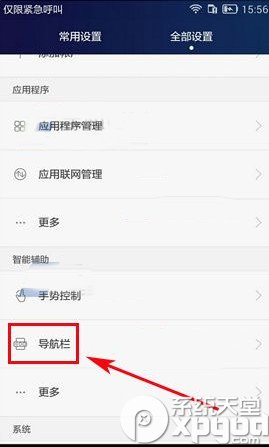 仅限紧急呼叫 15:56
常用设置 全部设置
应用程序
应用程序管理
应用联网管理
更多
智能辅助
手势控制
导航栏
更多
系统
系统天堂
xpgod.com